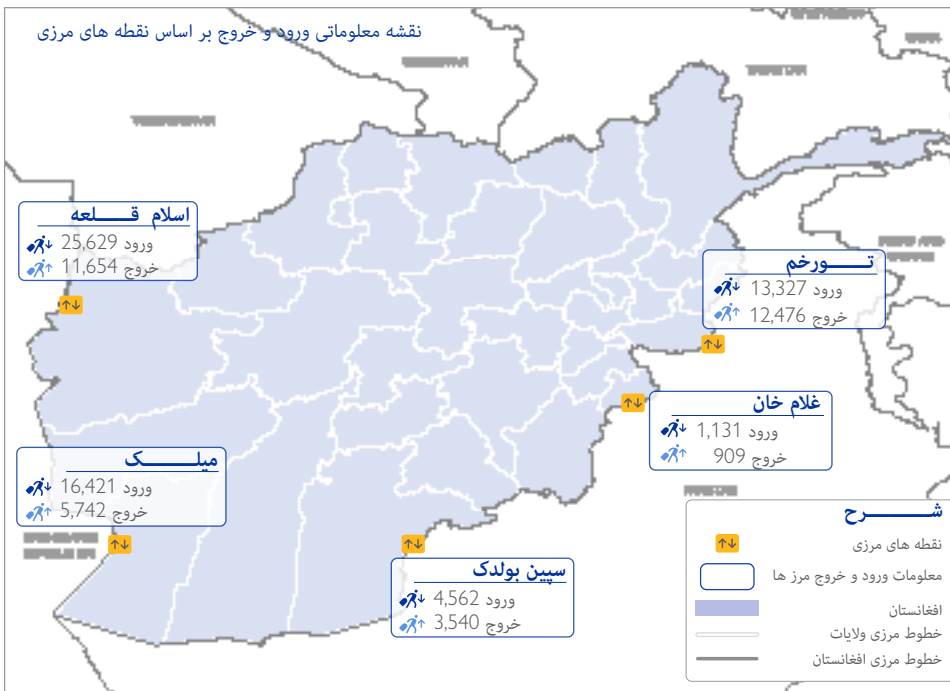 نقشه معلوماتی ورود و خروج بر اساس نقطه های مرزی
اسلام قـــــلعه
ورود 25,629
خروج 11,654
تـــــورخم
ورود 13,327
خروج 12,476
غلام خان
ورود 1,131
خروج 909
میلـــــــک
ورود 16,421
خروج 5,742
سپین بولدک
ورود 4,562
خروج 3,540
شـــــــــرح
نقطه های مرزی
معلومات ورود و خروج مرز ها
افغانستان
خطوط مرزی ولایات
خطوط مرزی افغانستان